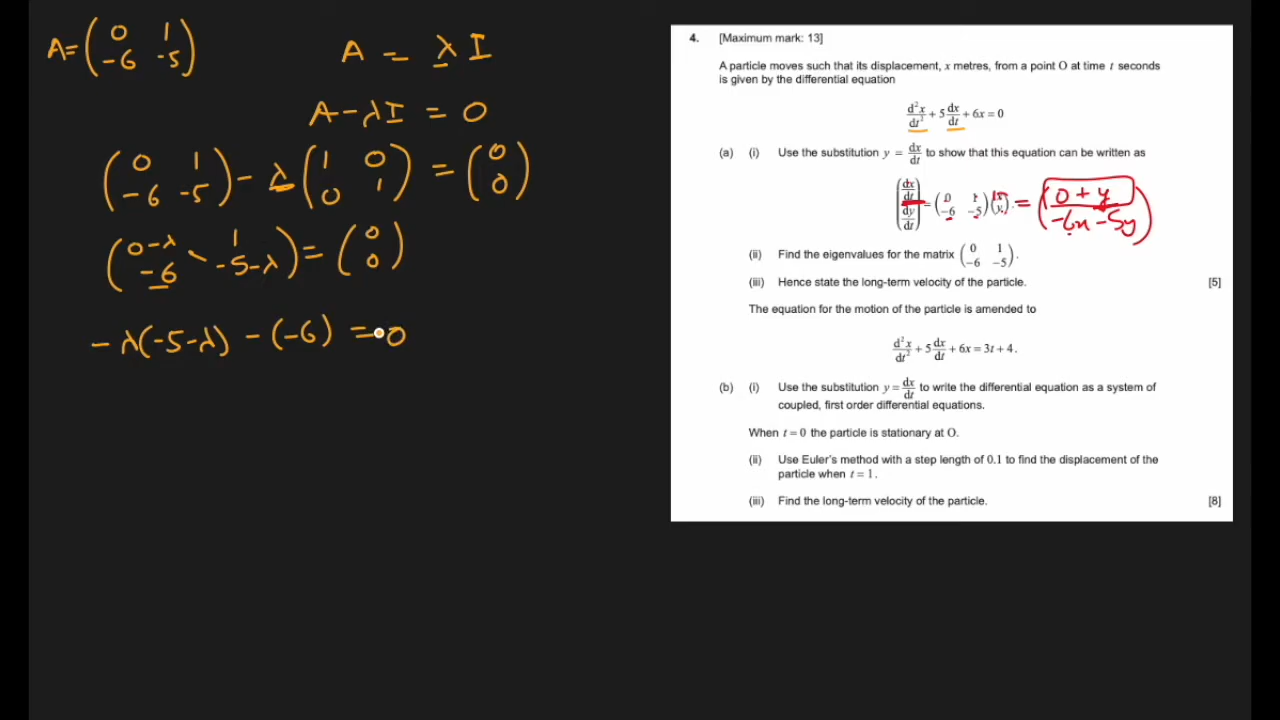 A= ( 0 1 )
( -6 -5 )
A = λ I
A - λI = 0
( 0 1 ) - λ ( 1 0 ) = ( 0 )
( -6 -5 ) ( 0 1 ) ( 0 )
( 0-λ 1 ) = ( 0 )
( -6 -5-λ ) ( 0 )
-λ(-5-λ) - (-6) = 0
4. [Maximum mark: 13]
A particle moves such that its displacement, x metres, from a point O at time t seconds
is given by the differential equation
d²x/dt² + 5 dx/dt + 6x = 0
(a) (i) Use the substitution y = dx/dt to show that this equation can be written as
( dx/dt ) = ( 0 1 ) ( x ) . = ( 0 + y )
( dy/dt ) ( -6 -5 ) ( y ) ( -6x - 5y )
(ii) Find the eigenvalues for the matrix ( 0 1 )
( -6 -5 ) .
(iii) Hence state the long-term velocity of the particle. [5]
The equation for the motion of the particle is amended to
d²x/dt² + 5 dx/dt + 6x = 3t + 4 .
(b) (i) Use the substitution y = dx/dt to write the differential equation as a system of
coupled, first order differential equations.
When t = 0 the particle is stationary at O.
(ii) Use Euler's method with a step length of 0.1 to find the displacement of the
particle when t = 1 .
(iii) Find the long-term velocity of the particle. [8]